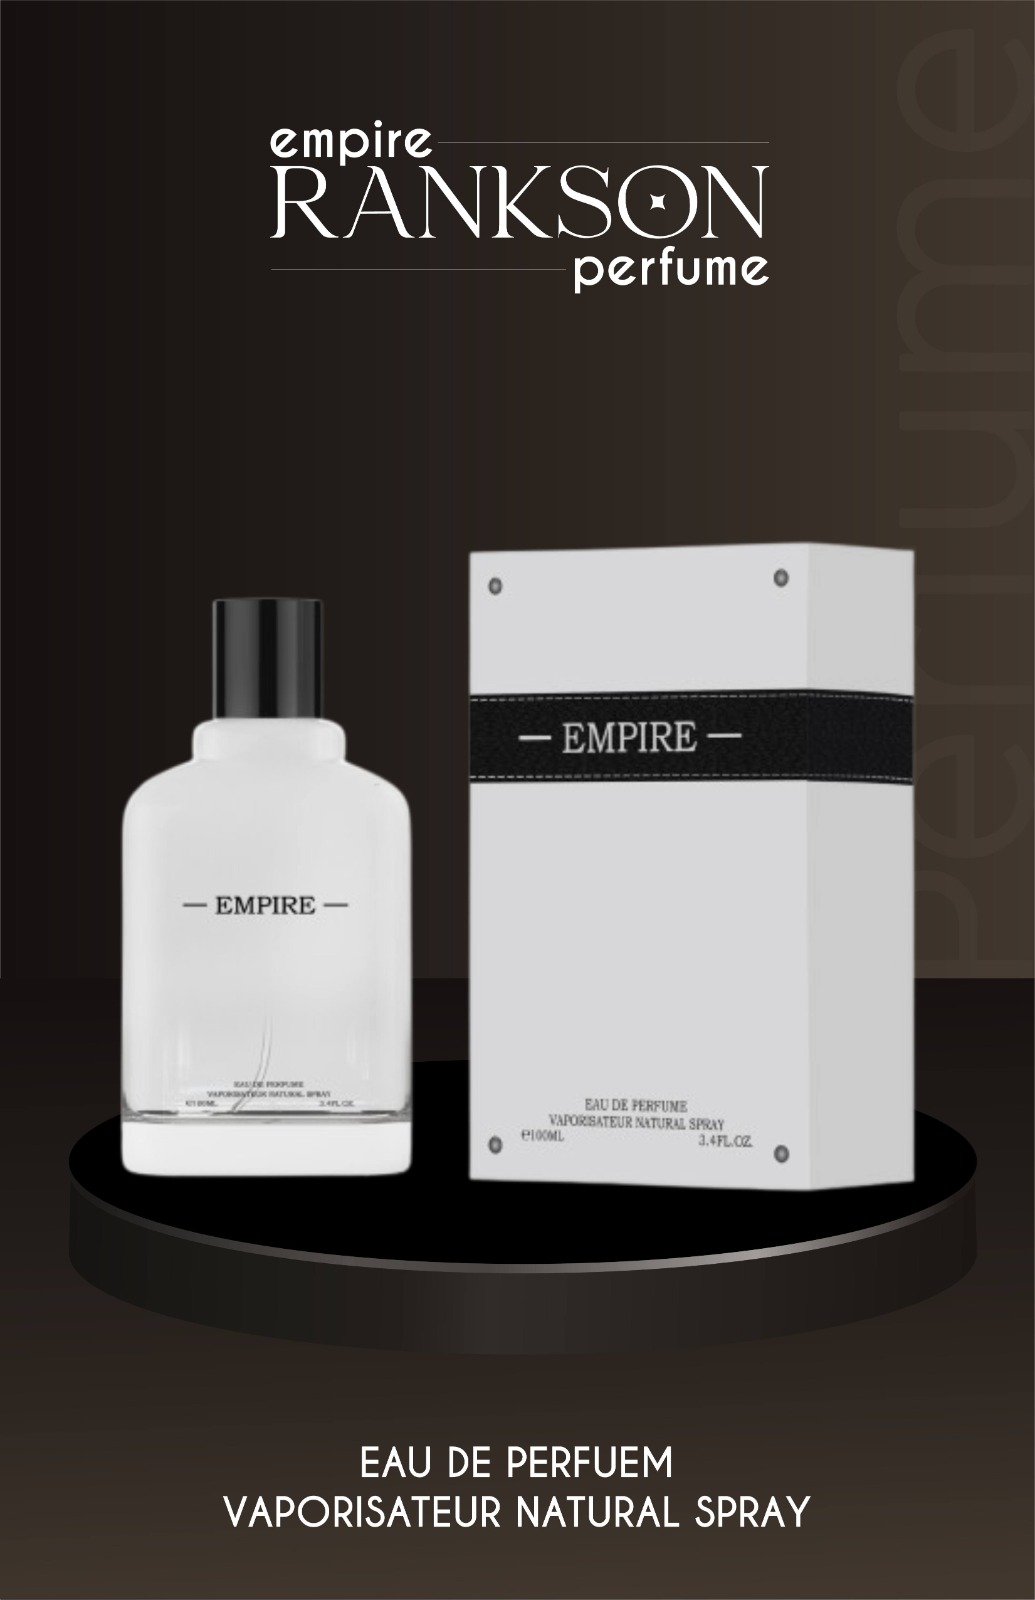 empire
RANKSON
perfume
Perfume
— EMPIRE —
EAU DE PERFUME
VAPORISATEUR NATURAL SPRAY
℮100ML 3.4FL.OZ.
— EMPIRE —
EAU DE PERFUME
VAPORISATEUR NATURAL SPRAY
℮100ML 3.4FL.OZ.
EAU DE PERFUEM
VAPORISATEUR NATURAL SPRAY